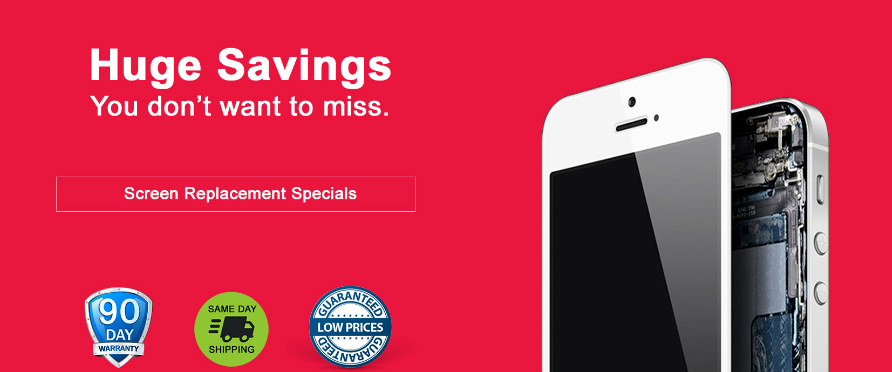 Huge Savings
You don't want to miss.
Screen Replacement Specials
90
DAY
WARRANTY
SAME DAY
SHIPPING
GUARANTEED
LOW PRICES
GUARANTEED